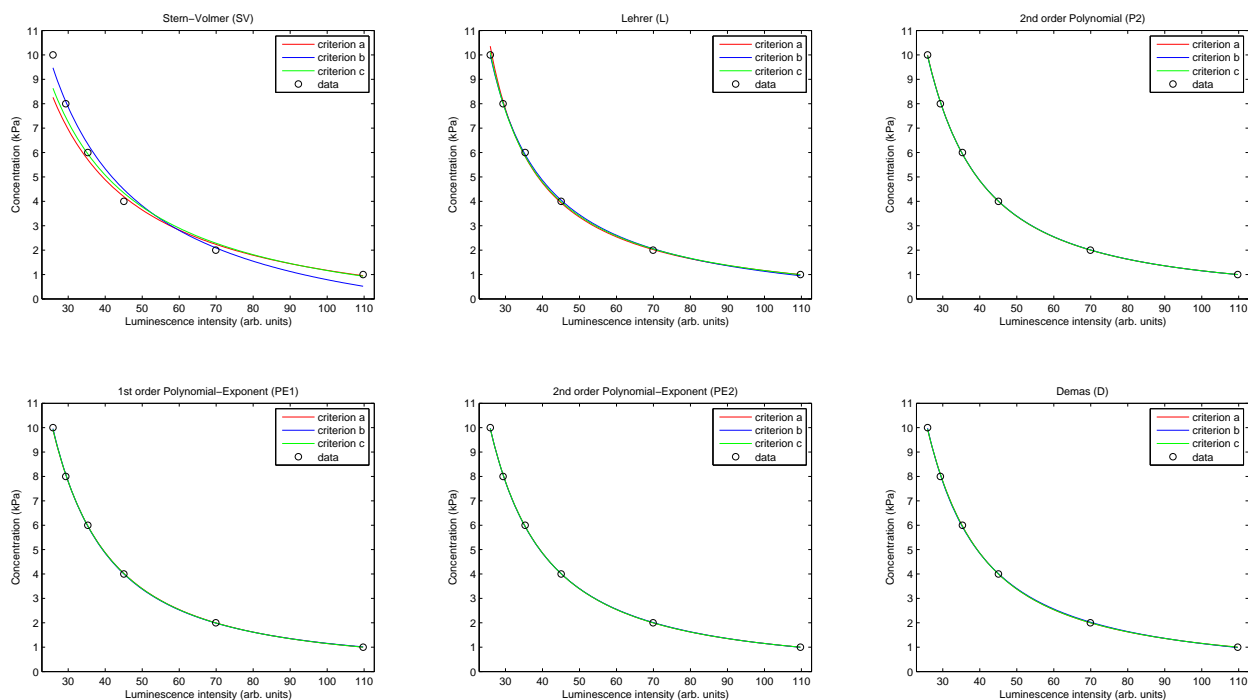 Stern−Volmer (SV)
11
10
9
8
7
6
5
4
3
2
1
0
Concentration (kPa)
criterion a
criterion b
criterion c
data
30 40 50 60 70 80 90 100 110
Luminescence intensity (arb. units)
Lehrer (L)
11
10
9
8
7
6
5
4
3
2
1
0
Concentration (kPa)
criterion a
criterion b
criterion c
data
30 40 50 60 70 80 90 100 110
Luminescence intensity (arb. units)
2nd order Polynomial (P2)
11
10
9
8
7
6
5
4
3
2
1
0
Concentration (kPa)
criterion a
criterion b
criterion c
data
30 40 50 60 70 80 90 100 110
Luminescence intensity (arb. units)
1st order Polynomial−Exponent (PE1)
11
10
9
8
7
6
5
4
3
2
1
0
Concentration (kPa)
criterion a
criterion b
criterion c
data
30 40 50 60 70 80 90 100 110
Luminescence intensity (arb. units)
2nd order Polynomial−Exponent (PE2)
11
10
9
8
7
6
5
4
3
2
1
0
Concentration (kPa)
criterion a
criterion b
criterion c
data
30 40 50 60 70 80 90 100 110
Luminescence intensity (arb. units)
Demas (D)
11
10
9
8
7
6
5
4
3
2
1
0
Concentration (kPa)
criterion a
criterion b
criterion c
data
30 40 50 60 70 80 90 100 110
Luminescence intensity (arb. units)